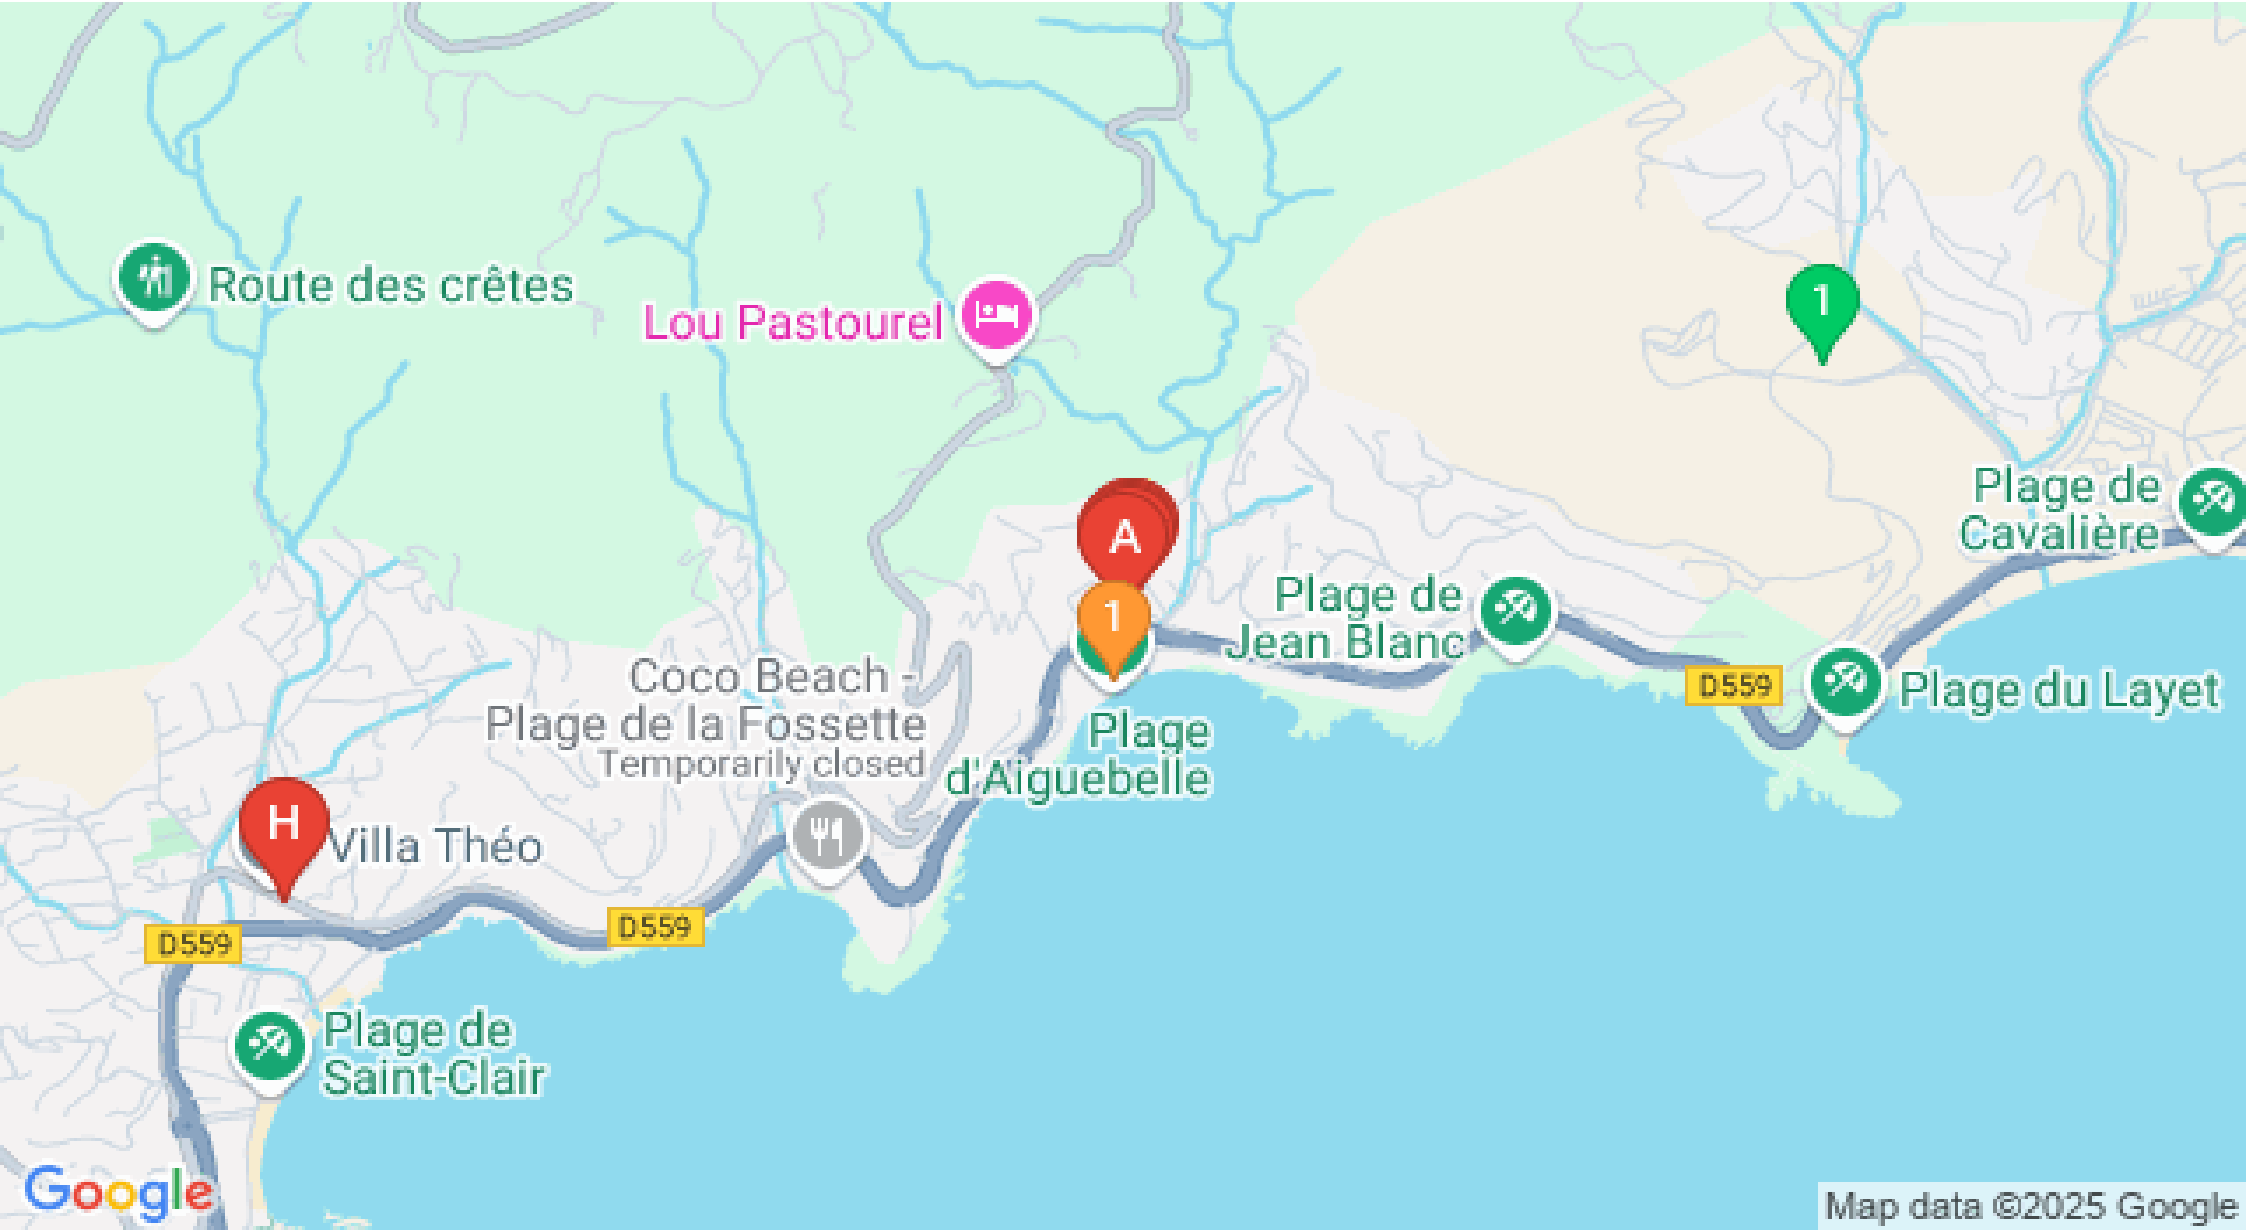 Route des crêtes
Lou Pastourel
1
Plage de
Cavalière
A
1
Plage de
Jean Blanc
D559
Plage du Layet
Coco Beach -
Plage de la Fossette
Temporarily closed
Plage
d'Aiguebelle
H
Villa Théo
D559
D559
Plage de
Saint-Clair
Google
Map data ©2025 Google